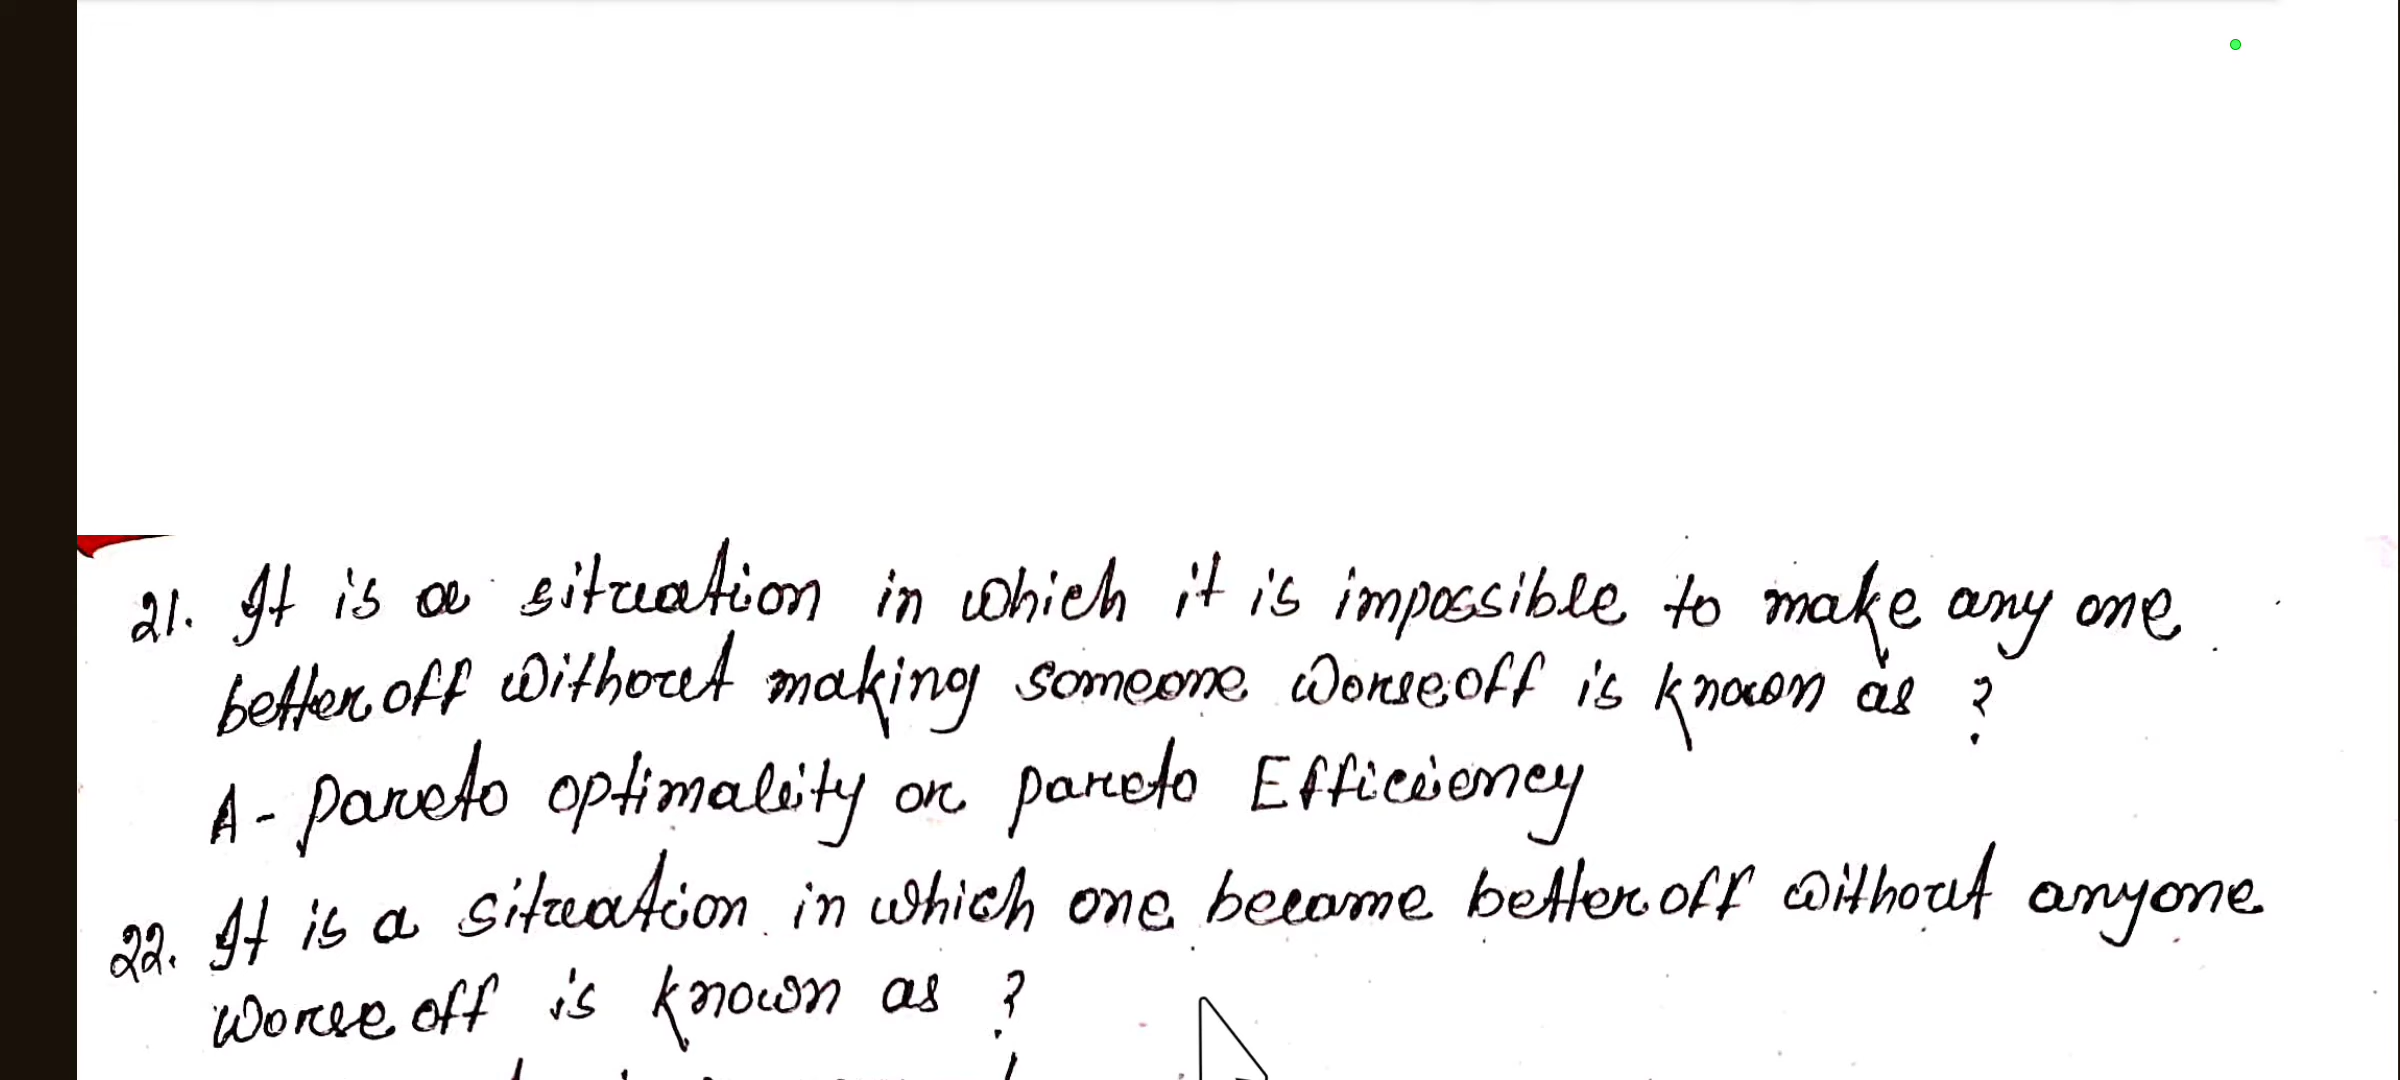 21. It is a situation in which it is impossible to make any one
better off without making someone worse off is known as ?
A - Pareto optimality or pareto Efficiency
22. It is a situation in which one became better off without anyone
worse off is known as ?